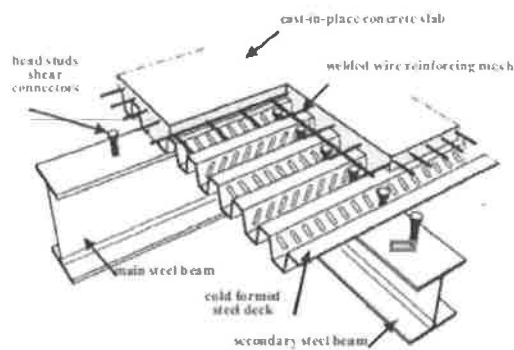 cast-in-place concrete slab
head studs
shear
connectors
welded wire reinforcing mesh
main steel beam
cold formed
steel deck
secondary steel beam